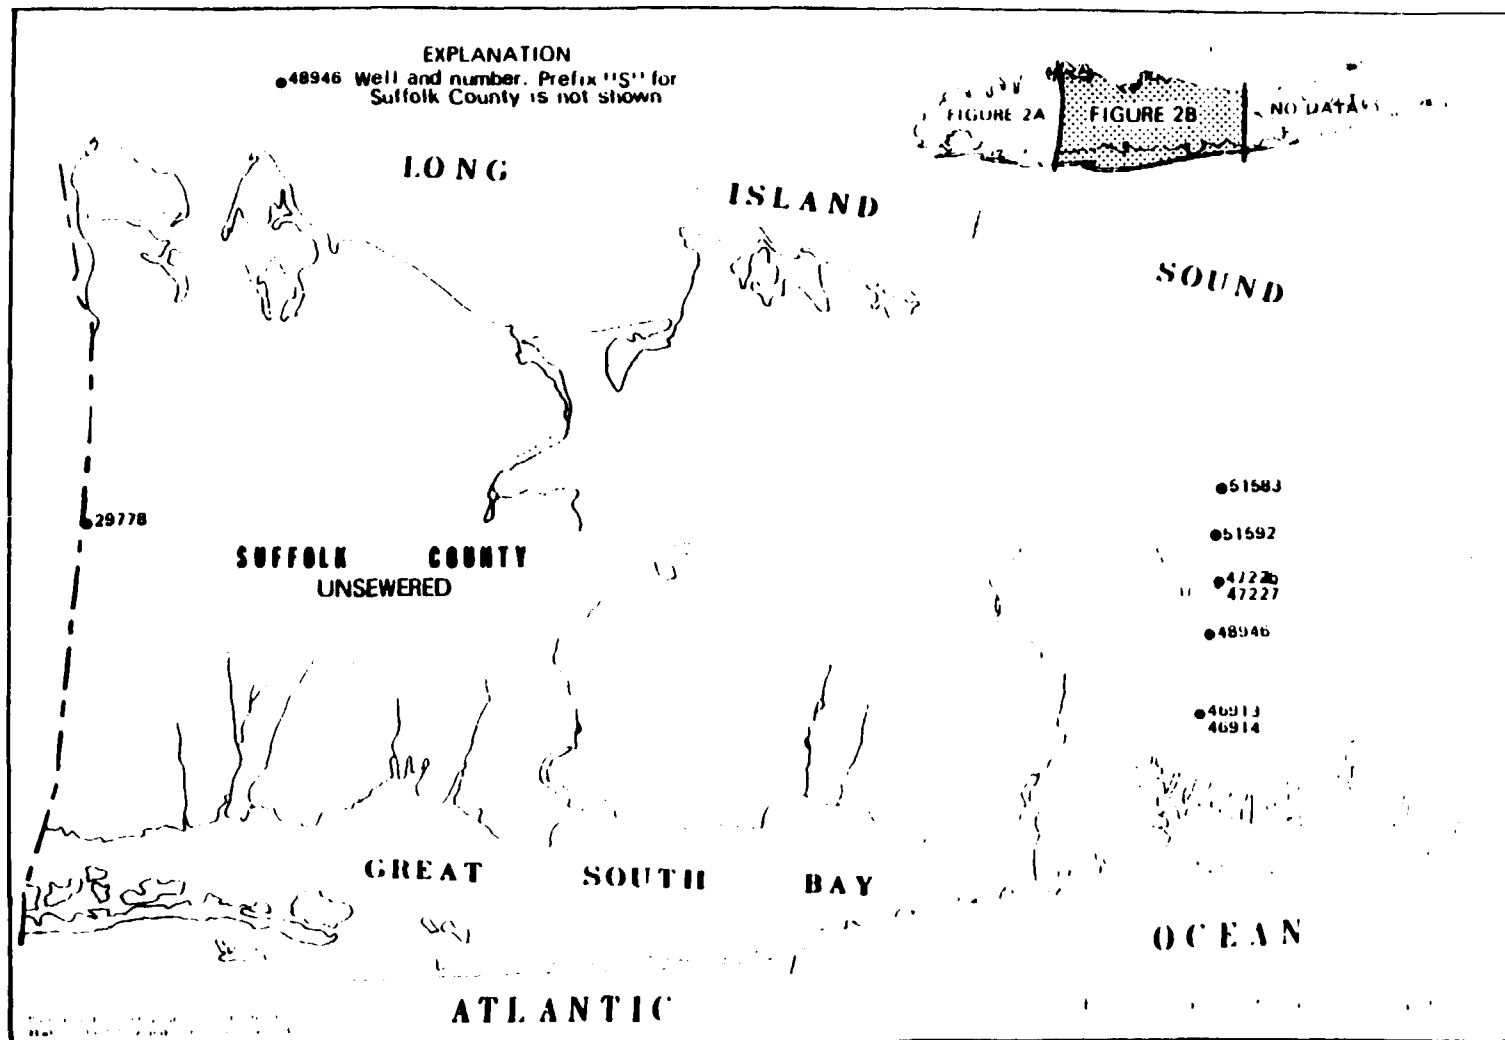 EXPLANATION
48946 Well and number. Prefix "S" for
Suffolk County is not shown
FIGURE 2A
FIGURE 2B
NO DATA
LONG
ISLAND
SOUND
51583
29778
51592
SUFFOLK COUNTY
UNSEWERED
47226
47227
48946
46913
46914
GREAT
SOUTH
BAY
OCEAN
ATLANTIC